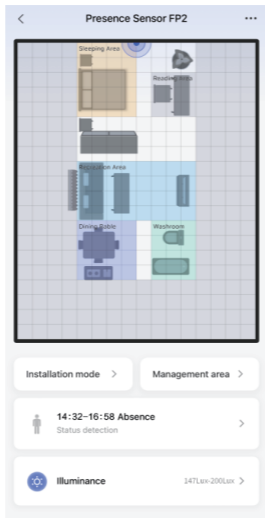 Presence Sensor FP2
Sleeping Area
Reading Area
Recreation Area
Dining Table
Washroom
Installation mode
Management area
14:32-16:58 Absence
Status detection
Illuminance
147Lux-200Lux